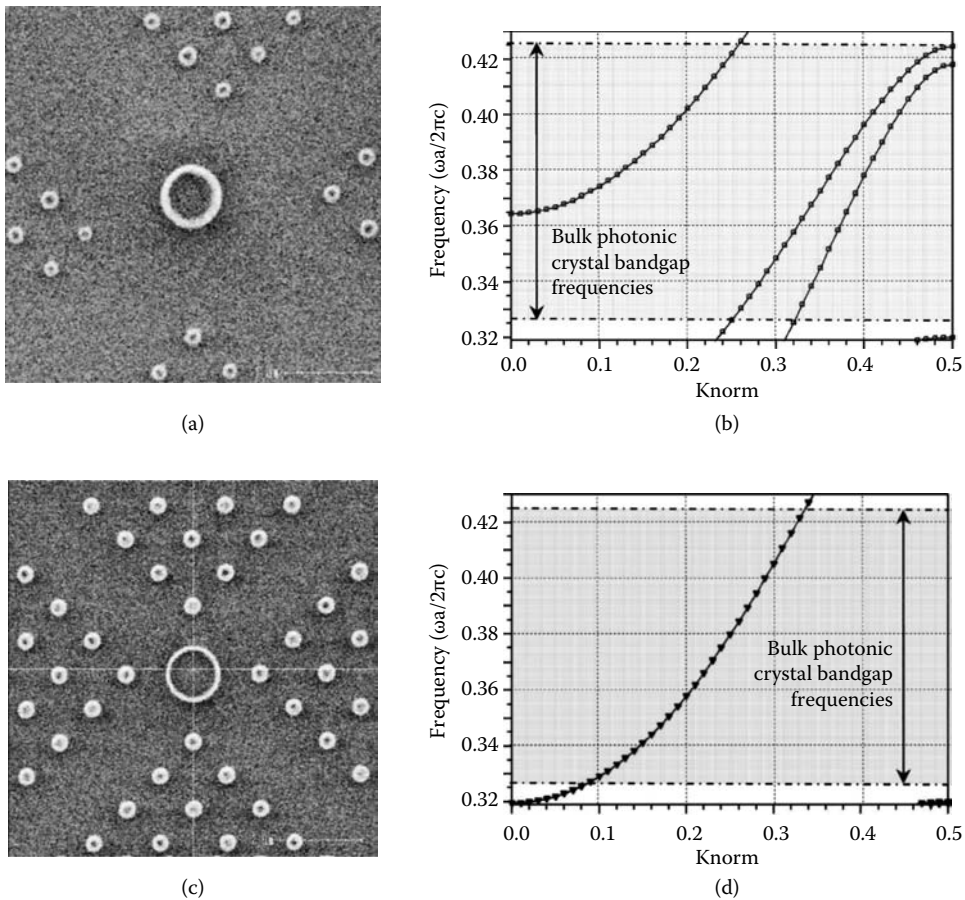 (a)
Frequency (ωa/2πc)
0.42
0.40
0.38
0.36
0.34
0.32
0.0 0.1 0.2 0.3 0.4 0.5
Knorm
Bulk photonic
crystal bandgap
frequencies
(b)
(c)
Frequency (ωa/2πc)
0.42
0.40
0.38
0.36
0.34
0.32
0.0 0.1 0.2 0.3 0.4 0.5
Knorm
Bulk photonic
crystal bandgap
frequencies
(d)